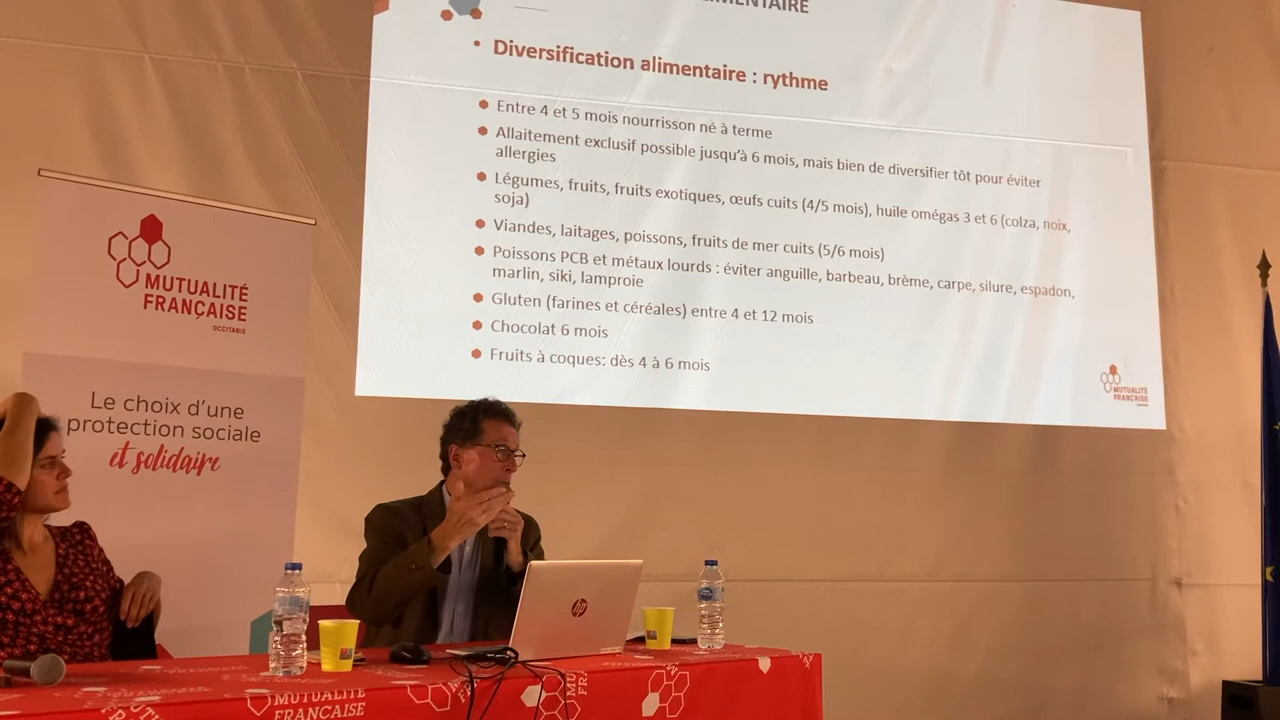 ALIMENTAIRE
• Diversification alimentaire : rythme
Entre 4 et 5 mois nourrisson né à terme
Allaitement exclusif possible jusqu'à 6 mois, mais bien de diversifier tôt pour éviter
allergies
Légumes, fruits, fruits exotiques, œufs cuits (4/5 mois), huile omégas 3 et 6 (colza, noix,
soja)
Viandes, laitages, poissons, fruits de mer cuits (5/6 mois)
Poissons PCB et métaux lourds : éviter anguille, barbeau, brème, carpe, silure, espadon,
marlin, siki, lamproie
Gluten (farines et céréales) entre 4 et 12 mois
Chocolat 6 mois
Fruits à coques: dès 4 à 6 mois
MUTUALITÉ
FRANÇAISE
MUTUALITÉ
FRANÇAISE
OCCITANIE
Le choix d'une
protection sociale
et solidaire
hp
MUTUALITÉ
FRANÇAISE